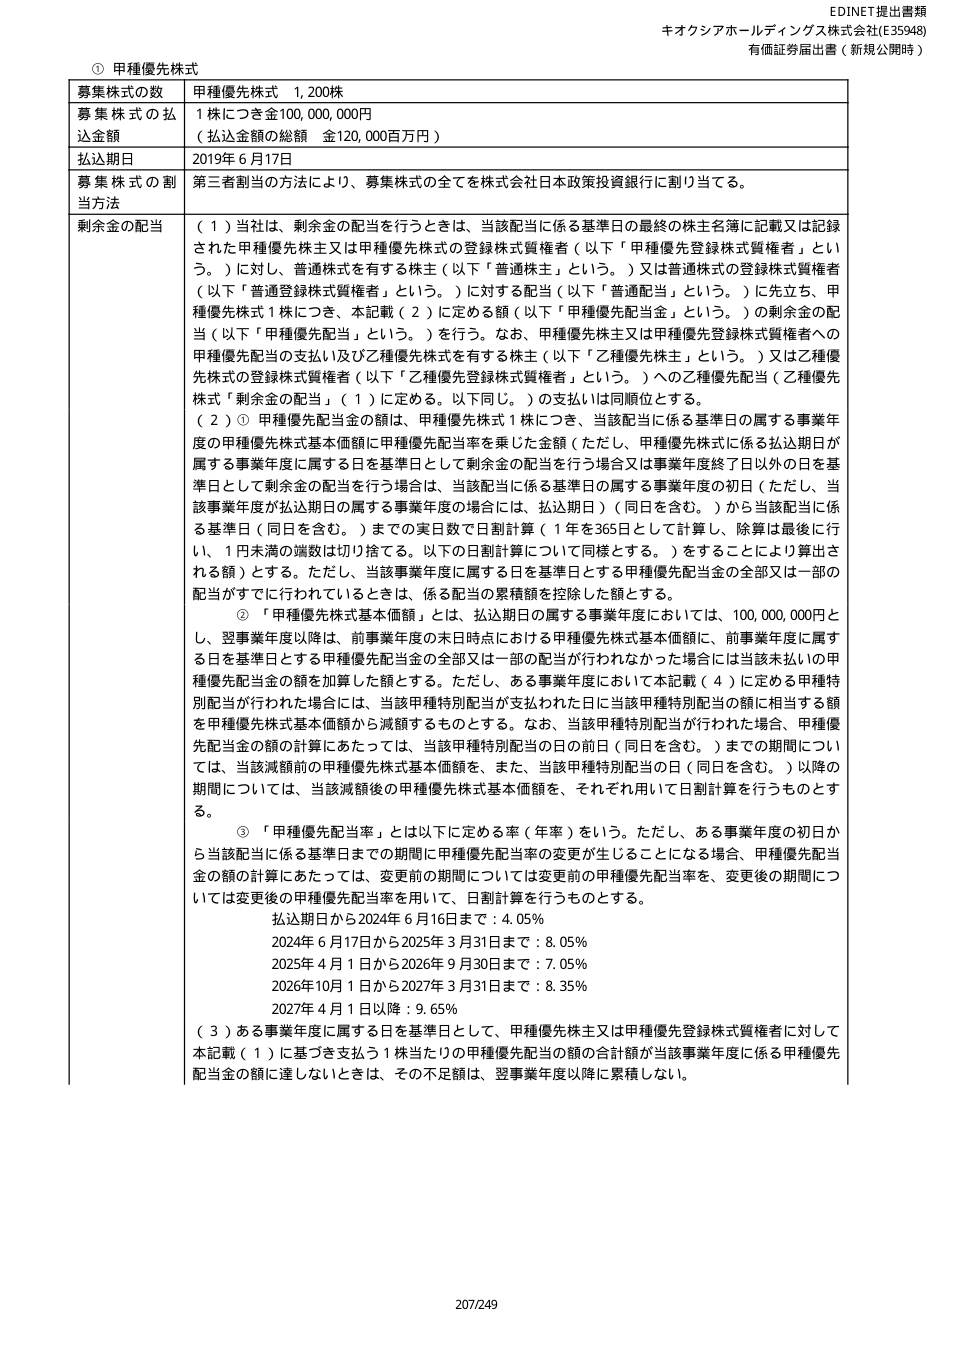 EDINET提出書類
キオクシアホールディングス株式会社(E35948)
有価証券届出書(新規公開時)
① 甲種優先株式
募集株式の数 甲種優先株式 1,200株
募集株式の払込金額 1株につき金100,000,000円
(払込金額の総額 金120,000百万円)
払込期日 2019年6月17日
募集株式の割当方法 第三者割当の方法により、募集株式の全てを株式会社日本政策投資銀行に割り当てる。
剰余金の配当 (1)当社は、剰余金の配当を行うときは、当該配当に係る基準日の最終の株主名簿に記載又は記録
された甲種優先株主又は甲種優先株式の登録株式質権者(以下「甲種優先登録株式質権者」とい
う。)に対し、普通株式を有する株主(以下「普通株主」という。)又は普通株式の登録株式質権者
(以下「普通登録株式質権者」という。)に対する配当(以下「普通配当」という。)に先立ち、甲
種優先株式1株につき、本記載(2)に定める額(以下「甲種優先配当金」という。)の剰余金の配
当(以下「甲種優先配当」という。)を行う。なお、甲種優先株主又は甲種優先登録株式質権者への
甲種優先配当の支払い及び乙種優先株式を有する株主(以下「乙種優先株主」という。)又は乙種優
先株式の登録株式質権者(以下「乙種優先登録株式質権者」という。)への乙種優先配当(乙種優先
株式「剰余金の配当」(1)に定める。以下同じ。)の支払いは同順位とする。
(2)① 甲種優先配当金の額は、甲種優先株式1株につき、当該配当に係る基準日の属する事業年
度の甲種優先株式基本価額に甲種優先配当率を乗じた金額(ただし、甲種優先株式に係る払込期日が
属する事業年度に属する日を基準日として剰余金の配当を行う場合又は事業年度終了日以外の日を基
準日として剰余金の配当を行う場合は、当該配当に係る基準日の属する事業年度の初日(ただし、当
該事業年度が払込期日の属する事業年度の場合には、払込期日)(同日を含む。)から当該配当に係
る基準日(同日を含む。)までの実日数で日割計算(1年を365日として計算し、除算は最後に行
い、1円未満の端数は切り捨てる。以下の日割計算について同様とする。)をすることにより算出さ
れる額)とする。ただし、当該事業年度に属する日を基準日とする甲種優先配当金の全部又は一部の
配当がすでに行われているときは、係る配当の累積額を控除した額とする。
② 「甲種優先株式基本価額」とは、払込期日の属する事業年度においては、100,000,000円と
し、翌事業年度以降は、前事業年度の末日時点における甲種優先株式基本価額に、前事業年度に属す
る日を基準日とする甲種優先配当金の全部又は一部の配当が行われなかった場合には当該未払いの甲
種優先配当金の額を加算した額とする。ただし、ある事業年度において本記載(4)に定める甲種特
別配当が行われた場合には、当該甲種特別配当が支払われた日に当該甲種特別配当の額に相当する額
を甲種優先株式基本価額から減額するものとする。なお、当該甲種特別配当が行われた場合、甲種優
先配当金の額の計算にあたっては、当該甲種特別配当の日の前日(同日を含む。)までの期間につい
ては、当該減額前の甲種優先株式基本価額を、また、当該甲種特別配当の日(同日を含む。)以降の
期間については、当該減額後の甲種優先株式基本価額を、それぞれ用いて日割計算を行うものとす
る。
③ 「甲種優先配当率」とは以下に定める率(年率)をいう。ただし、ある事業年度の初日か
ら当該配当に係る基準日までの期間に甲種優先配当率の変更が生じることになる場合、甲種優先配当
金の額の計算にあたっては、変更前の期間については変更前の甲種優先配当率を、変更後の期間につ
いては変更後の甲種優先配当率を用いて、日割計算を行うものとする。
払込期日から2024年6月16日まで:4.05%
2024年6月17日から2025年3月31日まで:8.05%
2025年4月1日から2026年9月30日まで:7.05%
2026年10月1日から2027年3月31日まで:8.35%
2027年4月1日以降:9.65%
(3)ある事業年度に属する日を基準日として、甲種優先株主又は甲種優先登録株式質権者に対して
本記載(1)に基づき支払う1株当たりの甲種優先配当の額の合計額が当該事業年度に係る甲種優先
配当金の額に達しないときは、その不足額は、翌事業年度以降に累積しない。
207/249